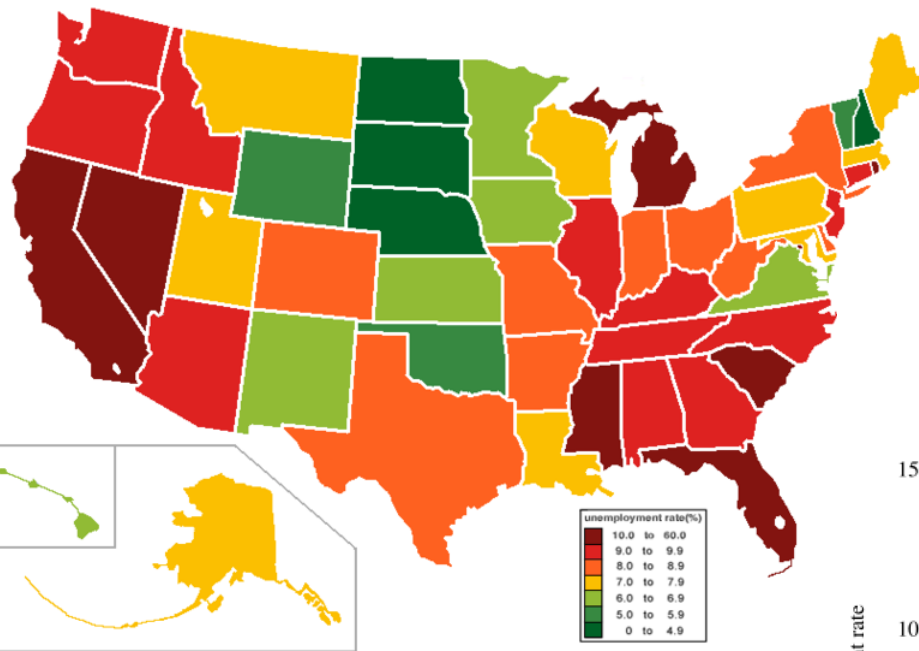 unemployment rate(%)
10.0 to 60.0
9.0 to 9.9
8.0 to 8.9
7.0 to 7.9
6.0 to 6.9
5.0 to 5.9
0 to 4.9
15
10
rate